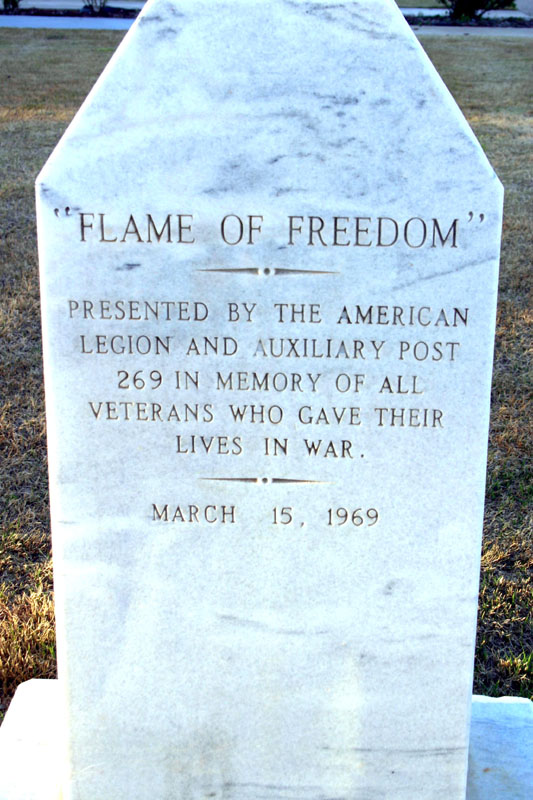 "FLAME OF FREEDOM"
PRESENTED BY THE AMERICAN
LEGION AND AUXILIARY POST
269 IN MEMORY OF ALL
VETERANS WHO GAVE THEIR
LIVES IN WAR.
MARCH 15, 1969